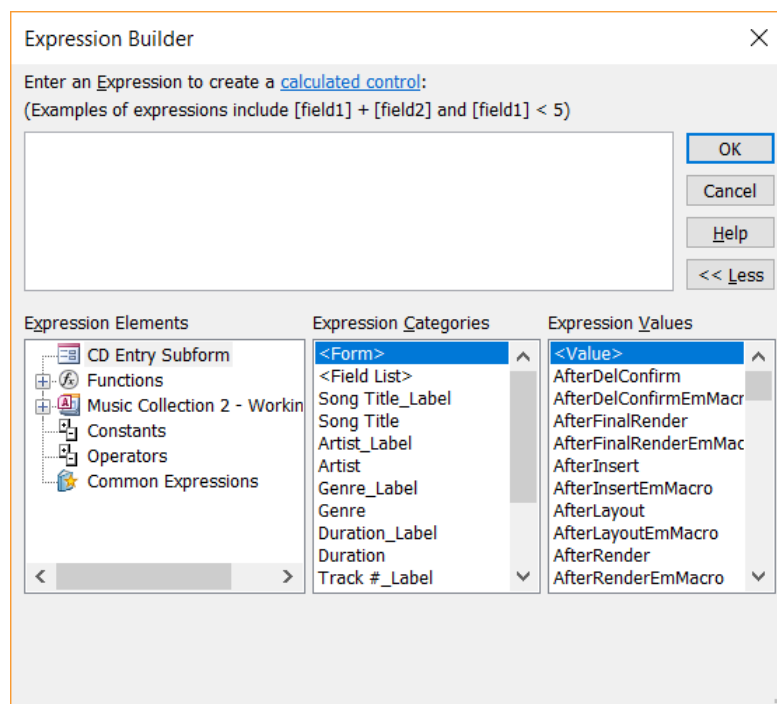 Expression Builder
Enter an Expression to create a calculated control:
(Examples of expressions include [field1] + [field2] and [field1] < 5)
OK
Cancel
Help
<< Less
Expression Elements
CD Entry Subform
Functions
Music Collection 2 - Workin
Constants
Operators
Common Expressions
Expression Categories
<Form>
<Field List>
Song Title_Label
Song Title
Artist_Label
Artist
Genre_Label
Genre
Duration_Label
Duration
Track #_Label
Expression Values
<Value>
AfterDelConfirm
AfterDelConfirmEmMacr
AfterFinalRender
AfterFinalRenderEmMac
AfterInsert
AfterInsertEmMacro
AfterLayout
AfterLayoutEmMacro
AfterRender
AfterRenderEmMacro